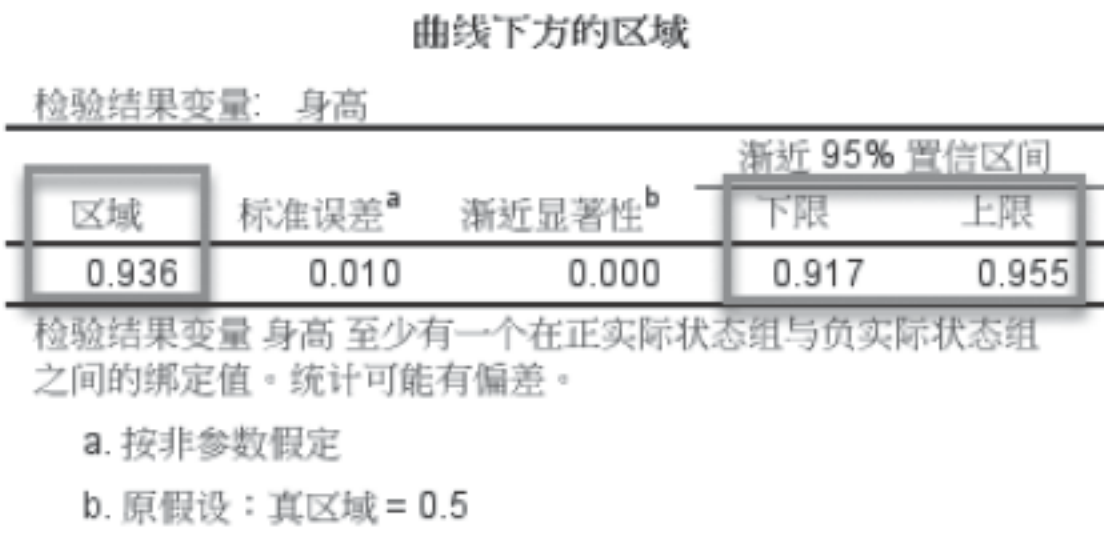 曲线下方的区域
检验结果变量: 身高
渐近 95% 置信区间
区域 标准误差a 渐近显著性b 下限 上限
0.936 0.010 0.000 0.917 0.955
检验结果变量 身高 至少有一个在正实际状态组与负实际状态组
之间的绑定值。统计可能有偏差。
a. 按非参数假定
b. 原假设：真区域 = 0.5